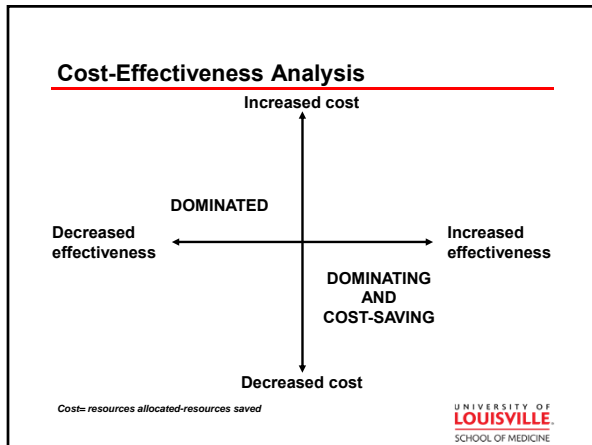 Cost-Effectiveness Analysis
Increased cost
DOMINATED
Decreased
effectiveness
Increased
effectiveness
DOMINATING
AND
COST-SAVING
Decreased cost
Cost= resources allocated-resources saved
UNIVERSITY OF
LOUISVILLE.
SCHOOL OF MEDICINE